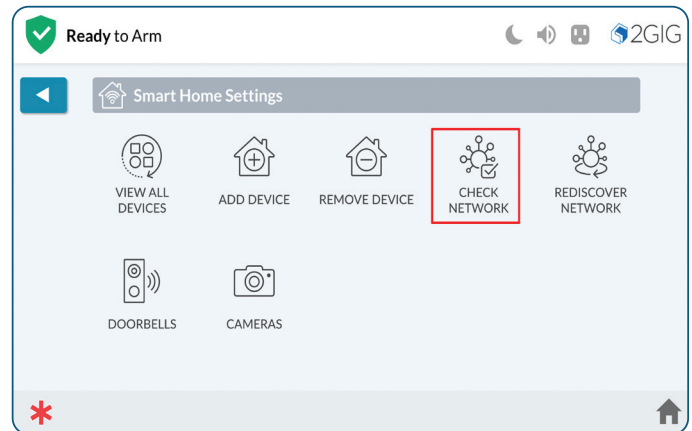 Ready to Arm
2GIG
Smart Home Settings
VIEW ALL
DEVICES
ADD DEVICE
REMOVE DEVICE
CHECK
NETWORK
REDISCOVER
NETWORK
DOORBELLS
CAMERAS